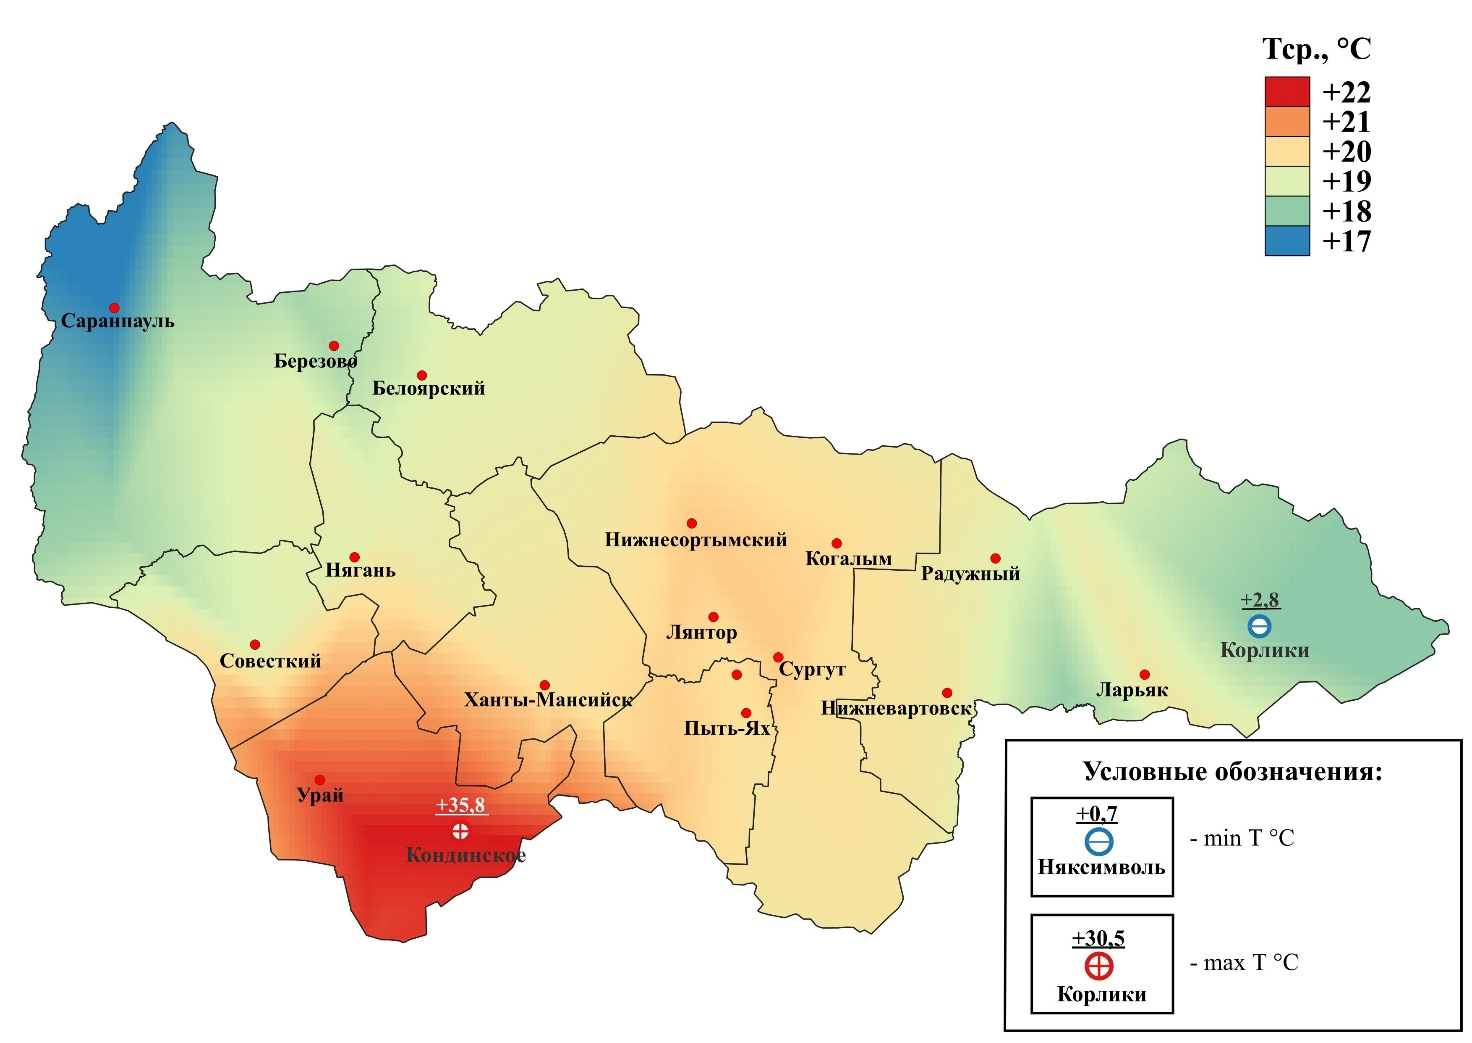 Тср., °C
+22
+21
+20
+19
+18
+17
Саранпауль
Березово
Белоярский
Нижнесортымский
Когалым
Радужный
Нягань
+2,8
Корлики
Лянтор
Совесткий
Сургут
Ларьяк
Ханты-Мансийск
Нижневартовск
Пыть-Ях
Урай
+35,8
Кондинское
Условные обозначения:
+0,7
- min T °C
Няксимволь
+30,5
- max T °C
Корлики